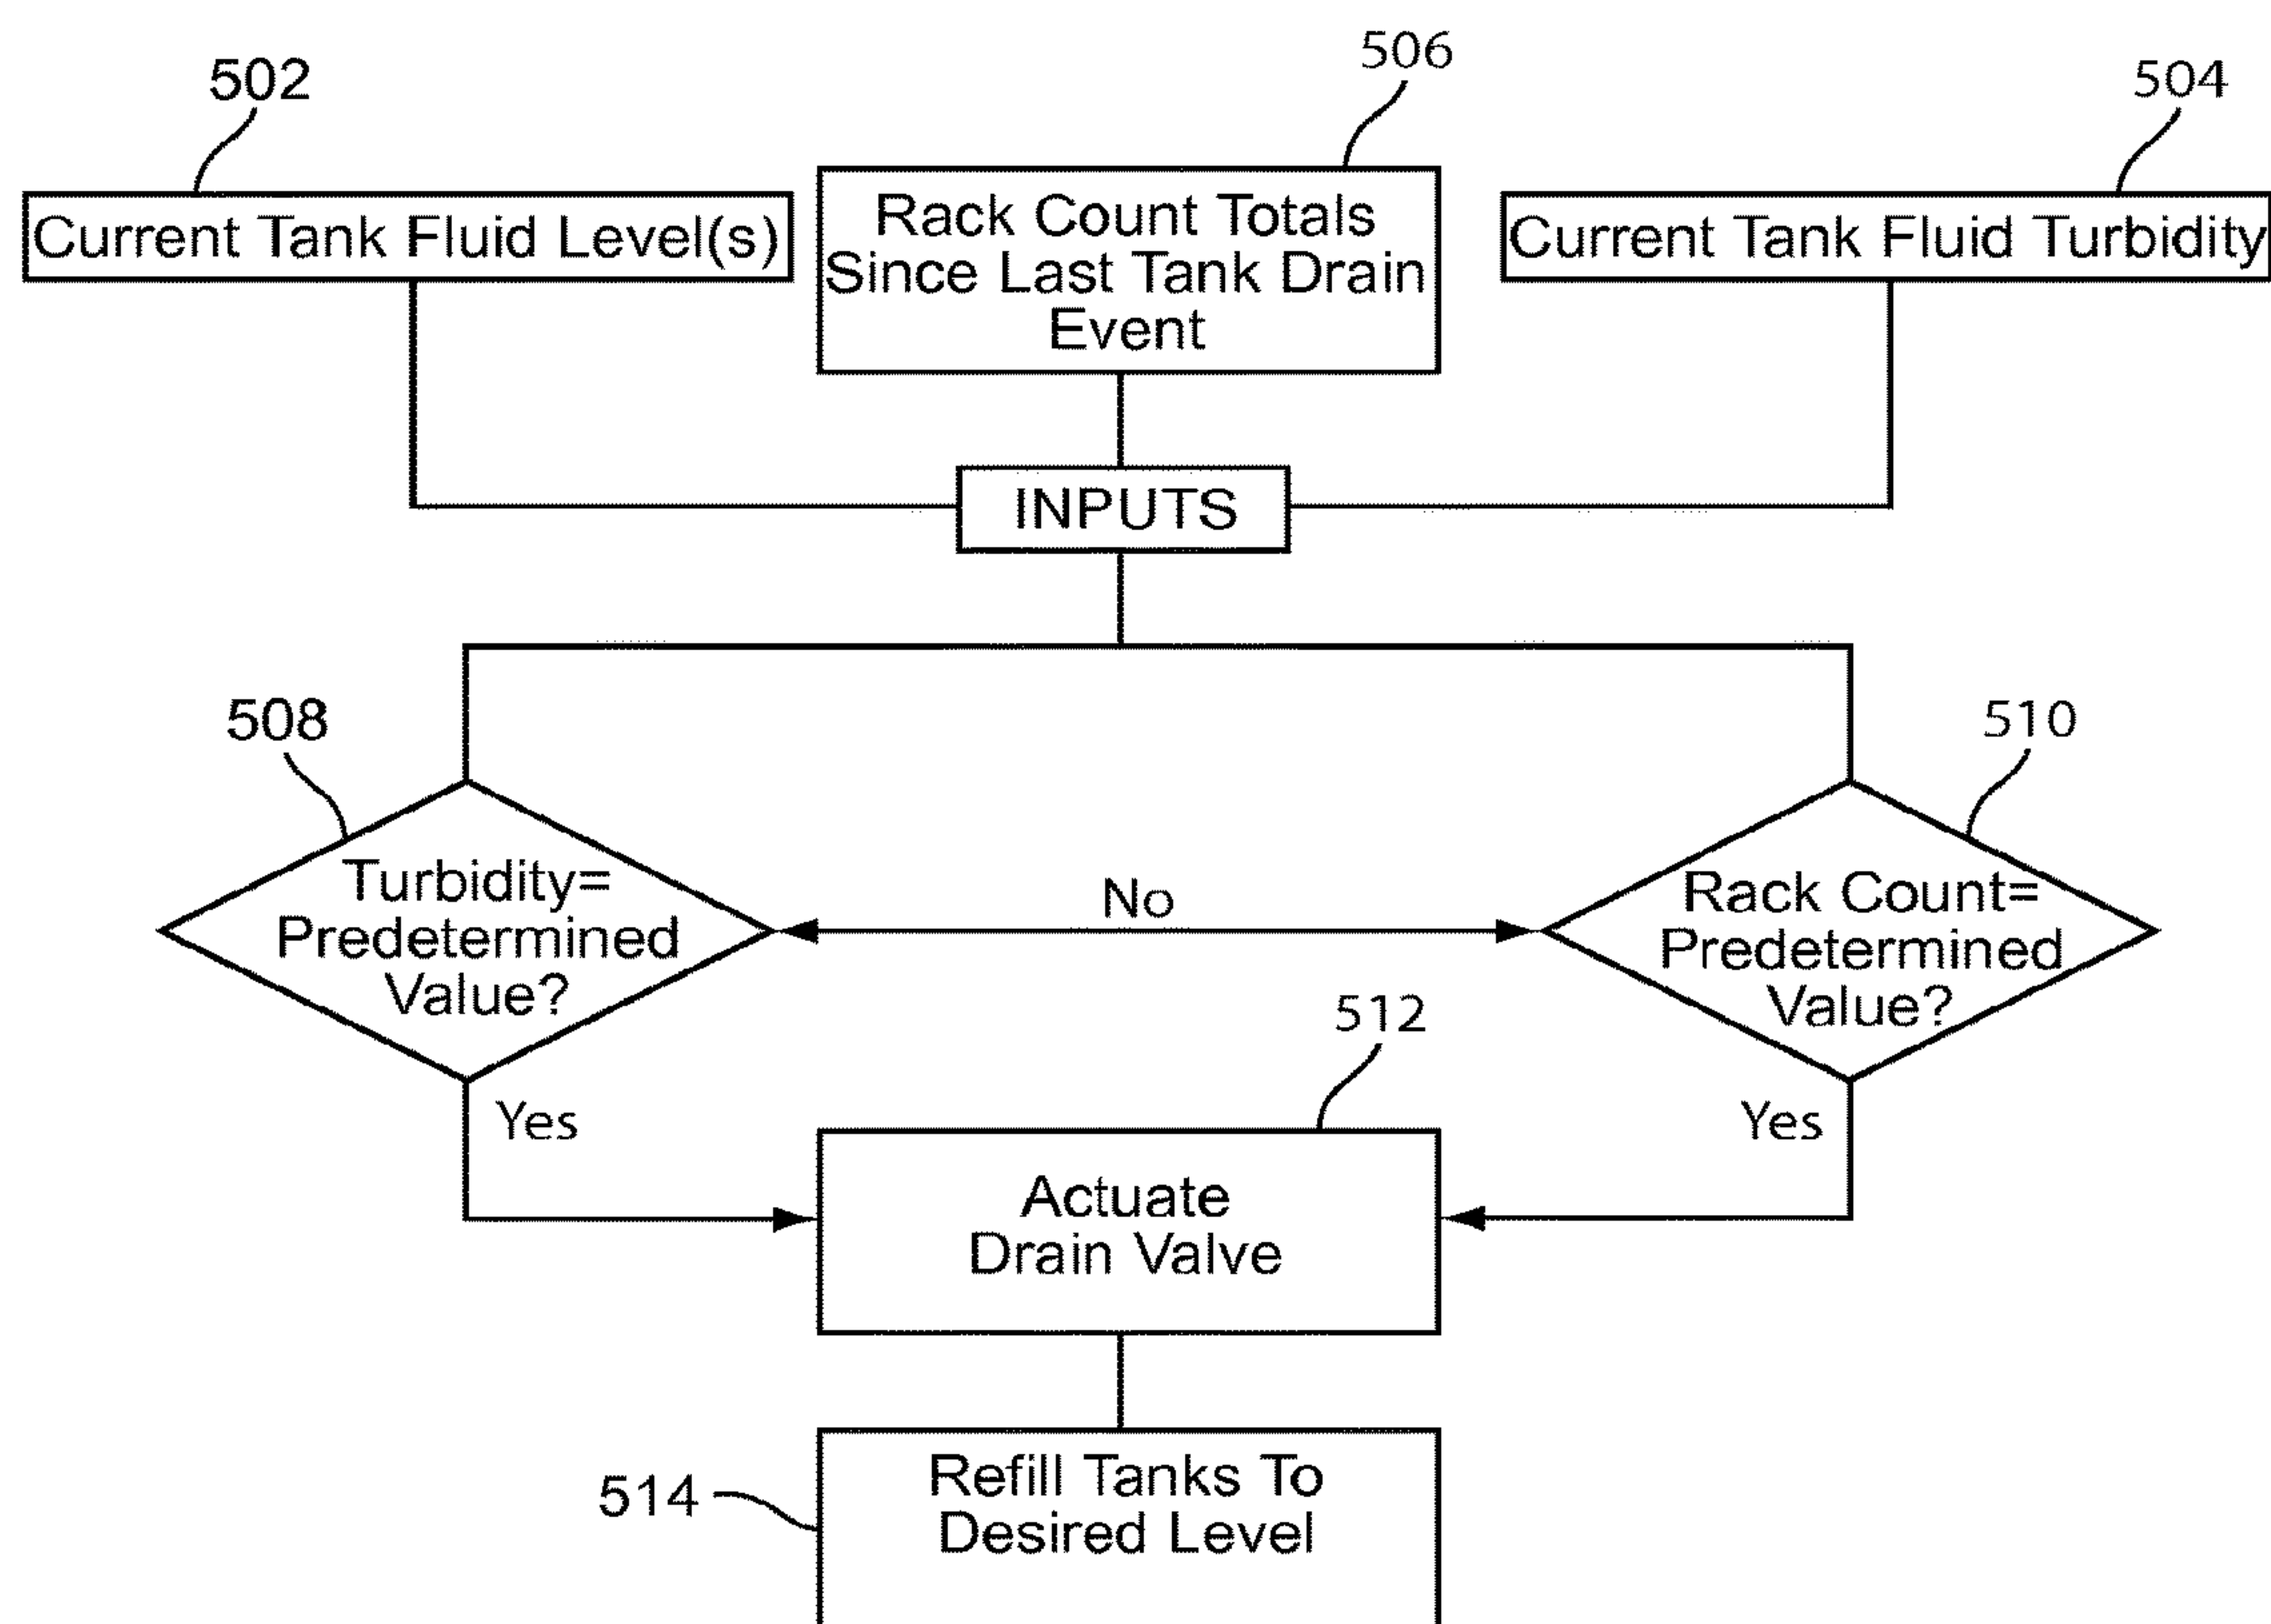 506
502
504
Current Tank Fluid Level(s)
Rack Count Totals
Since Last Tank Drain
Event
Current Tank Fluid Turbidity
INPUTS
508
510
Turbidity=
Predetermined
Value?
No
Rack Count=
Predetermined
Value?
512
Yes
Yes
Actuate
Drain Valve
514
Refill Tanks To
Desired Level